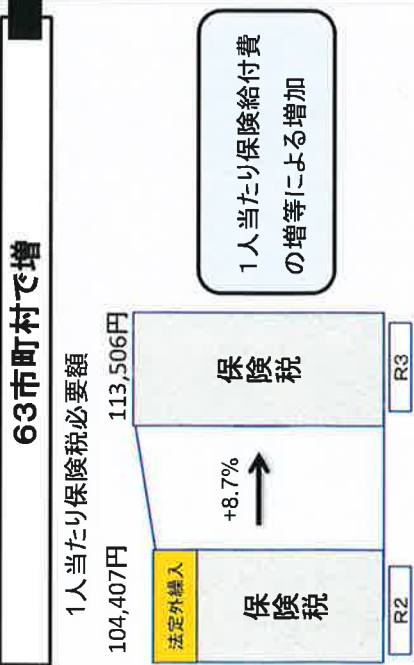 63市町村で増
1人当たり保険税必要額
104,407円
113,506円
法定外繰入
保険税
+8.7%
保険税
R2
R3
1人当たり保険給付費
の増等による増加